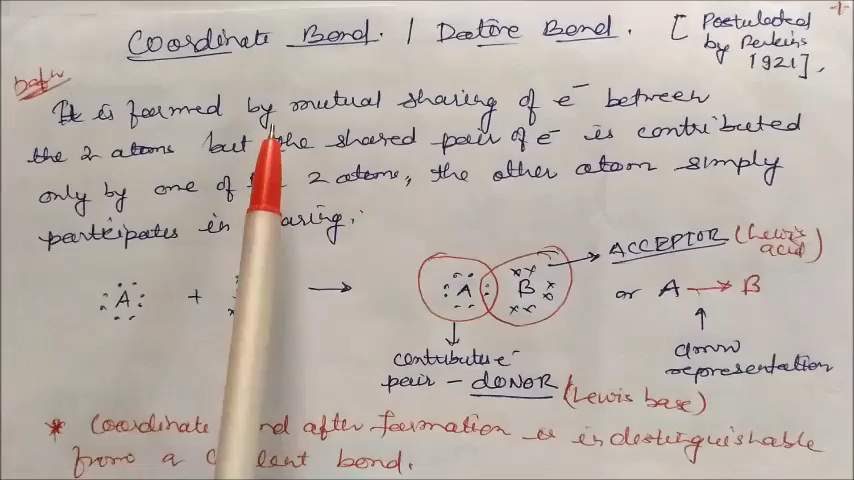 -1-
Coordinate Bond. / Dative Bond. [Postulated by Perkins 1921],
Defn
It is formed by mutual sharing of e⁻ between
the 2 atoms but the shared pair of e⁻ is contributed
only by one of 2 atoms, the other atom simply
participates in
A + → A : B → ACCEPTOR (Lewis acid)
or A → B
contributes e⁻
pair - DONOR (Lewis base)
representation
* Coordinate after formation is indistinguishable
from a bond.